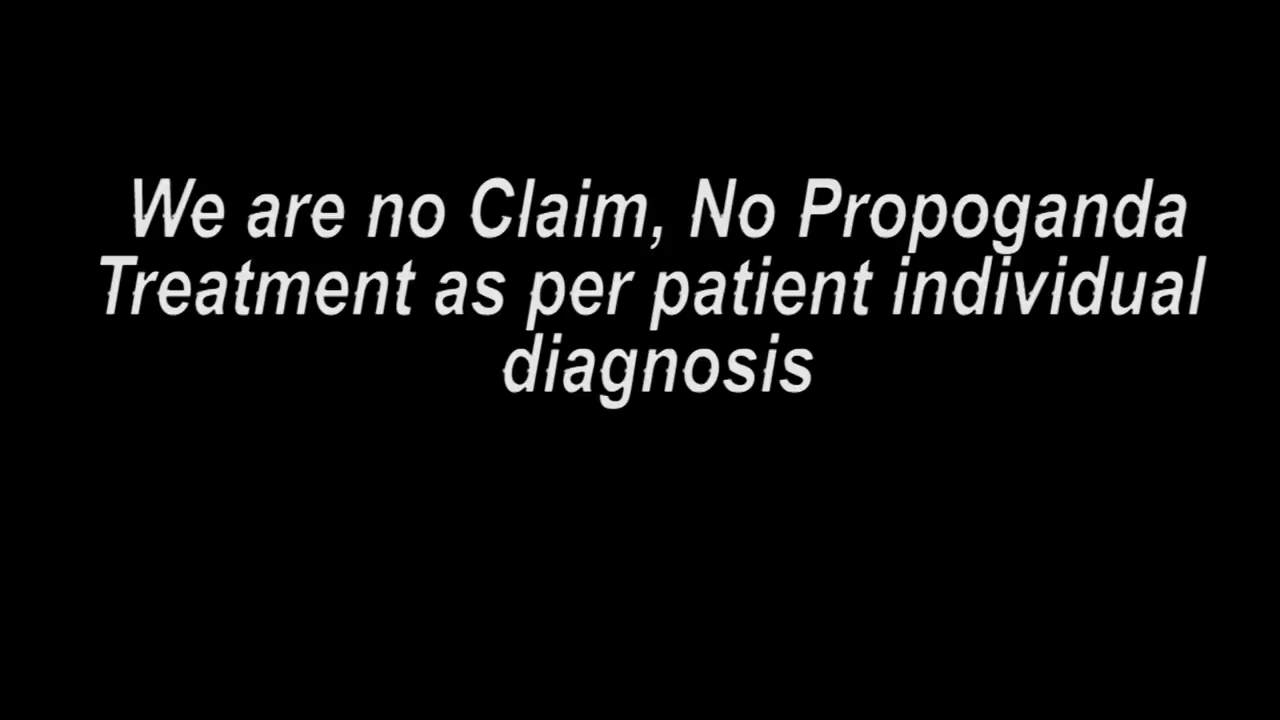 We are no Claim, No Propoganda
Treatment as per patient individual
diagnosis